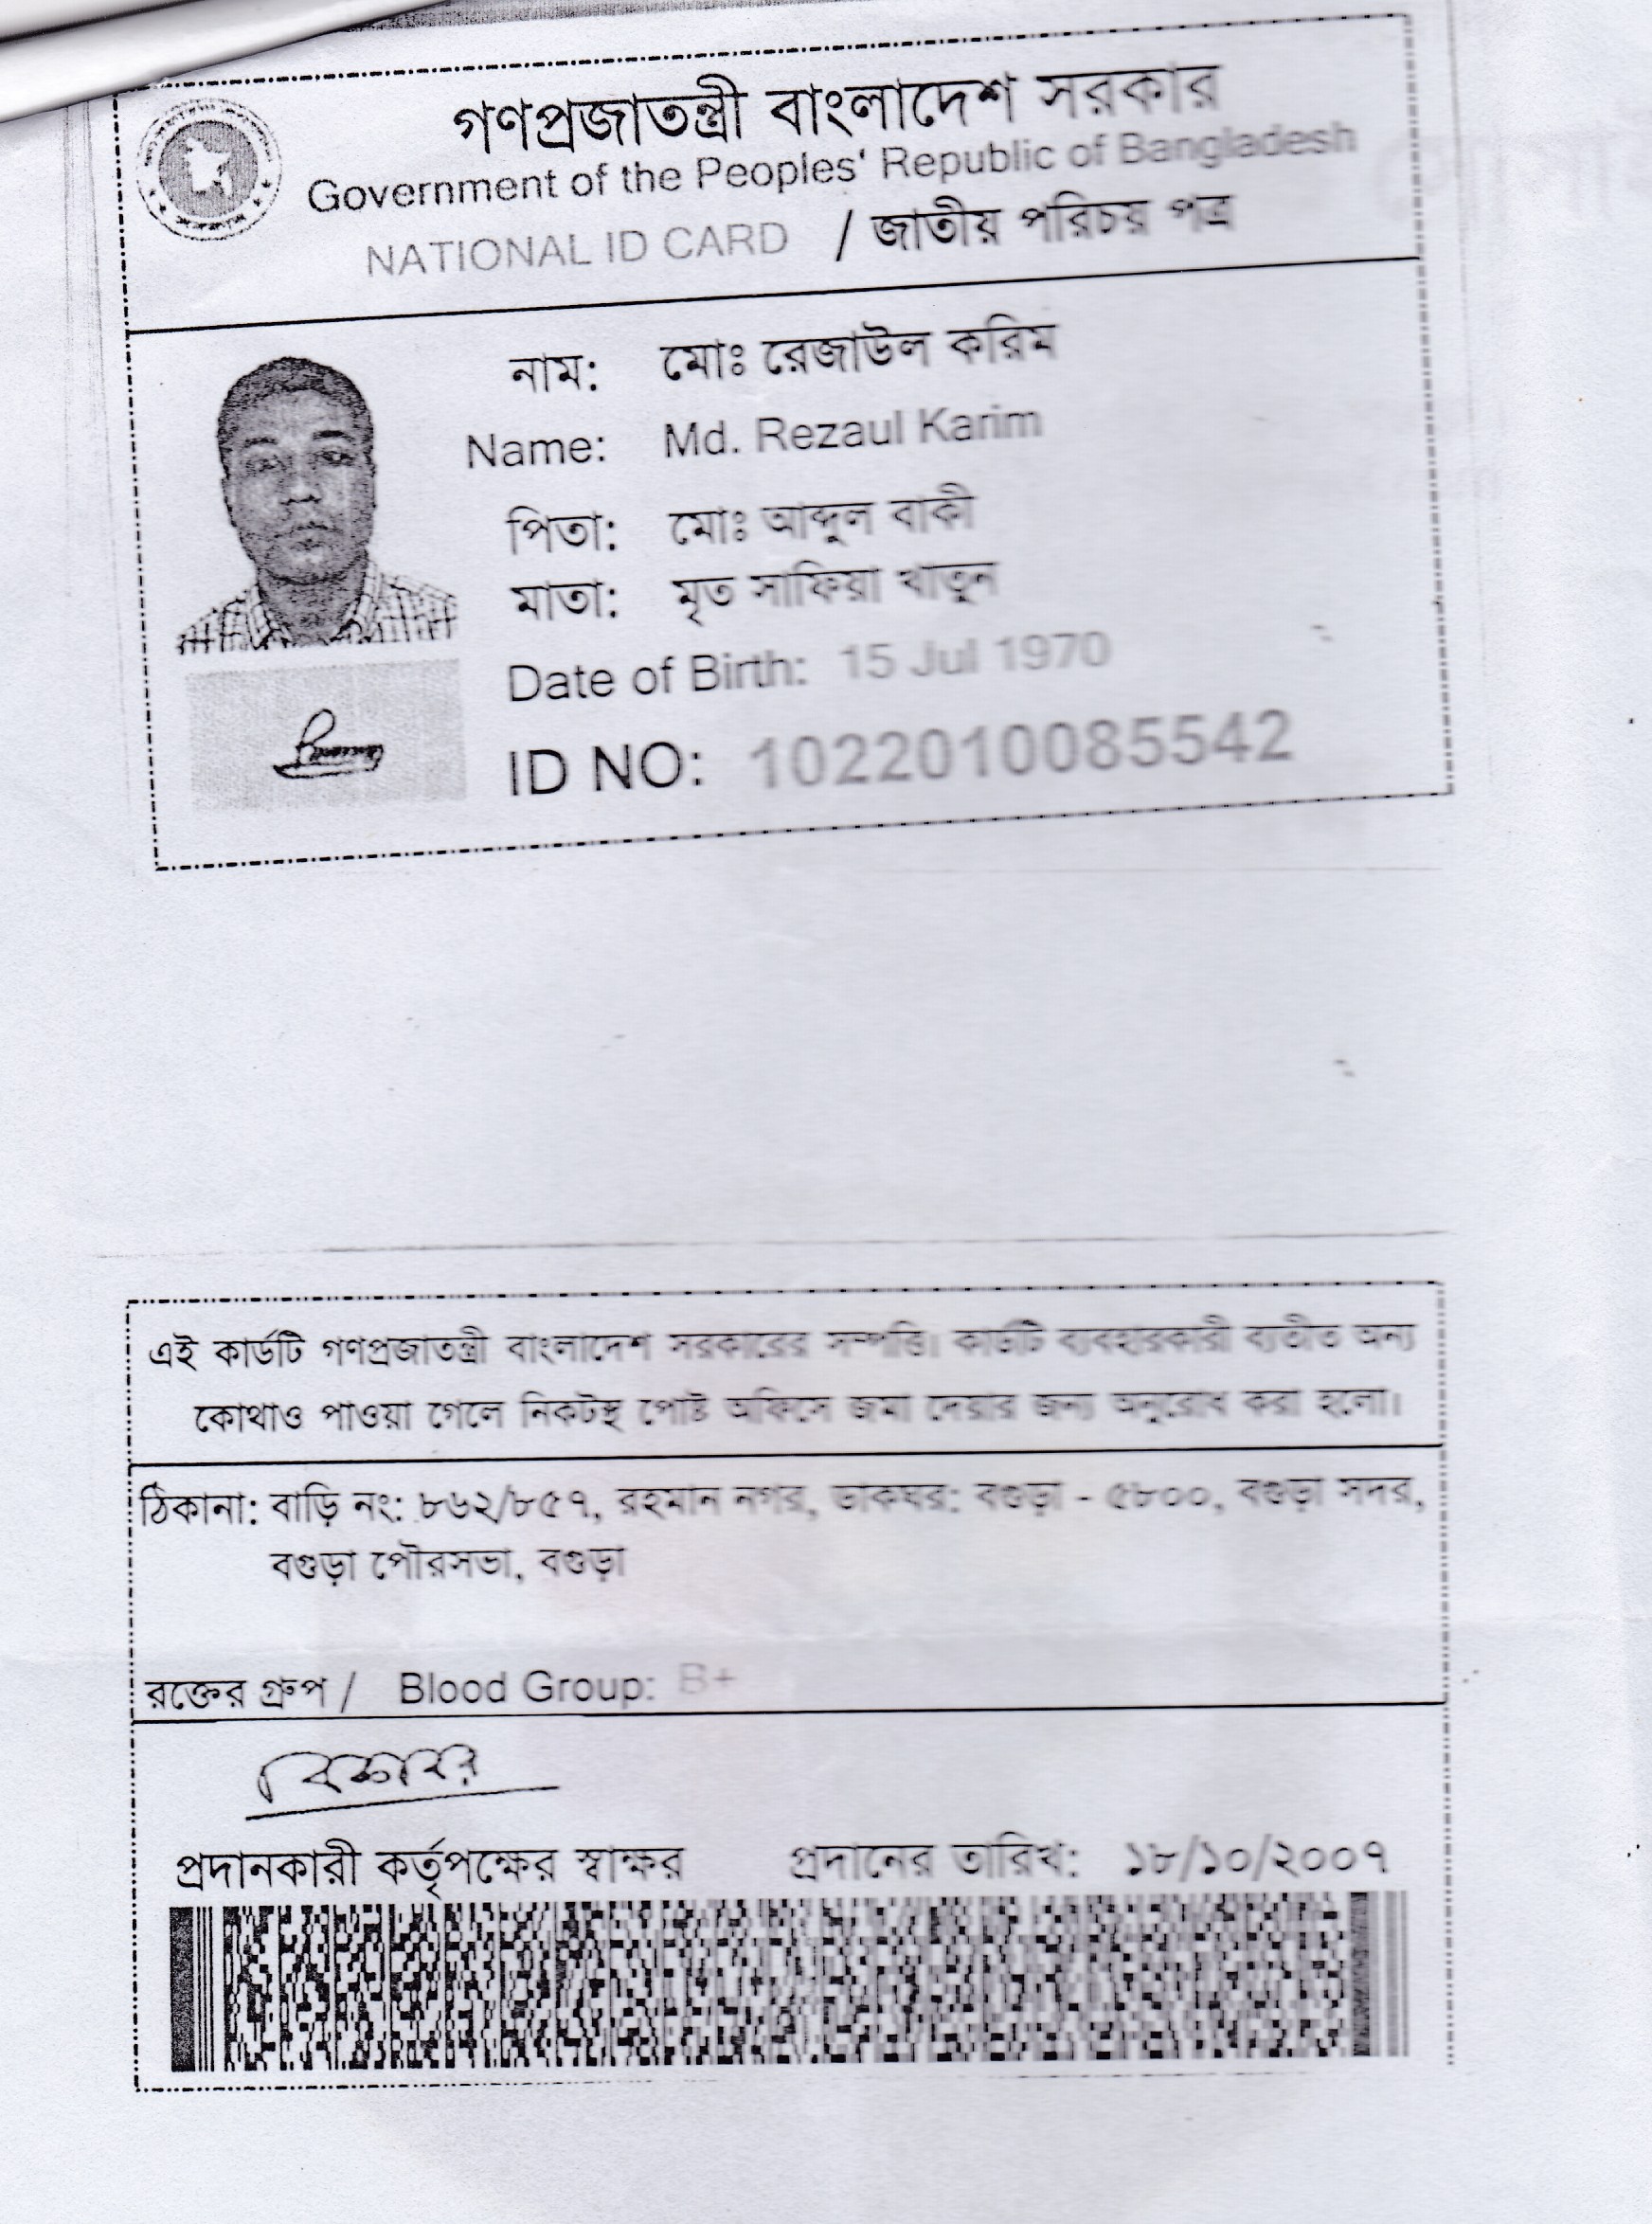 গণপ্রজাতন্ত্রী বাংলাদেশ সরকার
Government of the Peoples' Republic of Bangladesh
NATIONAL ID CARD / জাতীয় পরিচয় পত্র
নাম: মোঃ রেজাউল করিম
Name: Md. Rezaul Karim
পিতা: মোঃ আব্দুল বাকী
মাতা: মৃত সাফিয়া খাতুন
Date of Birth: 15 Jul 1970
ID NO: 1022010085542
এই কার্ডটি গণপ্রজাতন্ত্রী বাংলাদেশ সরকারের সম্পত্তি। কার্ডটি ব্যবহারকারী ব্যতীত অন্য
কোথাও পাওয়া গেলে নিকটস্থ পোষ্ট অফিসে জমা দেয়ার জন্য অনুরোধ করা হলো।
ঠিকানা: বাড়ি নং: ৮৬২/৮৫৭, রহমান নগর, ডাকঘর: বগুড়া - ৫৮০০, বগুড়া সদর,
বগুড়া পৌরসভা, বগুড়া
রক্তের গ্রুপ / Blood Group: B+
প্রদানকারী কর্তৃপক্ষের স্বাক্ষর প্রদানের তারিখ: ১৮/১০/২০০৭